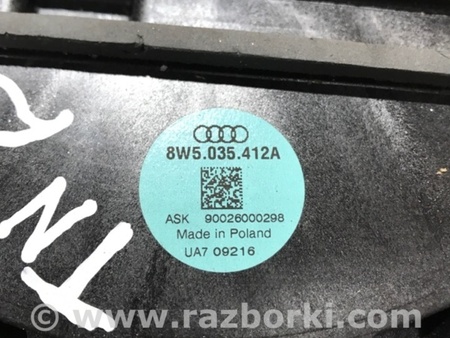 8W5.035.412A
ASK 90026000298
Made in Poland
UA7 09216
www.razborki.com